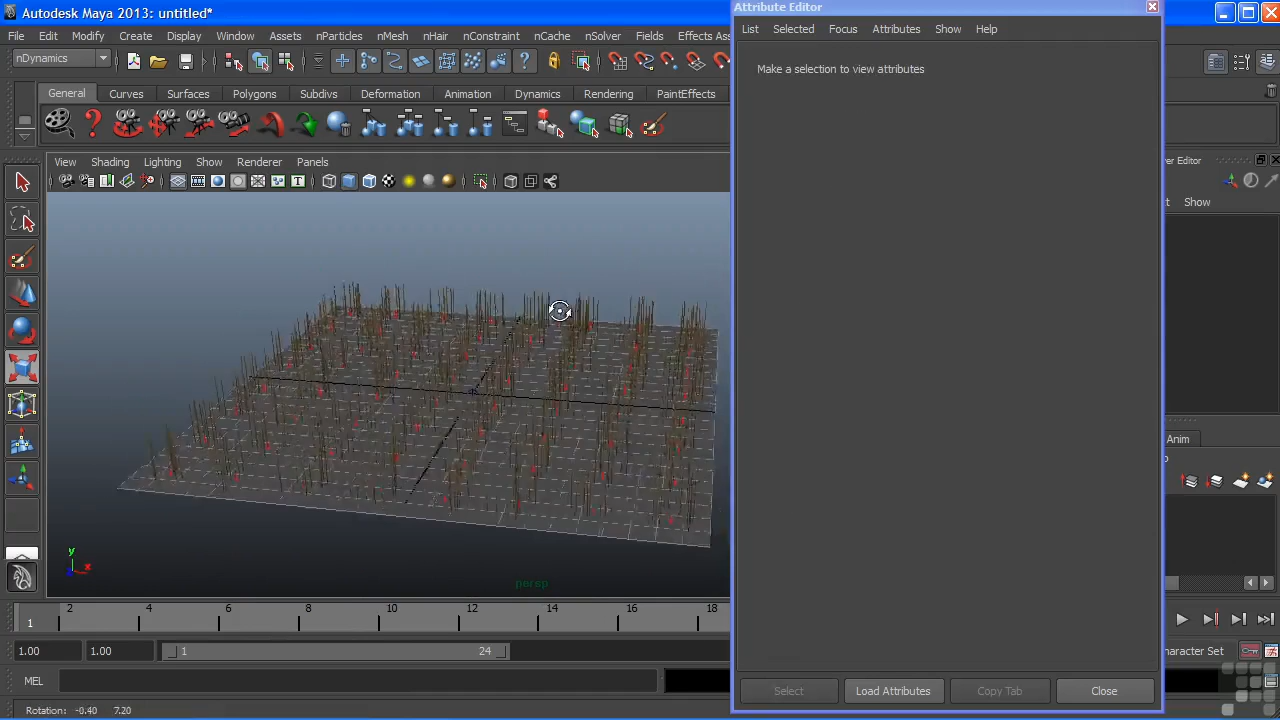 Autodesk Maya 2013: untitled*
Attribute Editor
File Edit Modify Create Display Window Assets nParticles nMesh nHair nConstraint nCache nSolver Fields Effects Ass
List Selected Focus Attributes Show Help
nDynamics
Make a selection to view attributes
General Curves Surfaces Subdivs Polygons Deformation Animation Dynamics Rendering PaintEffects
View Shading Lighting Show Renderer Panels
er Editor
t Show
y
x
persp
Anim
p
2 4 6 8 10 12 14 16 18
1
1.00 1.00 1 24
haracter Set
MEL
Select Load Attributes Copy Tab Close
Rotation: -0.40 7.20